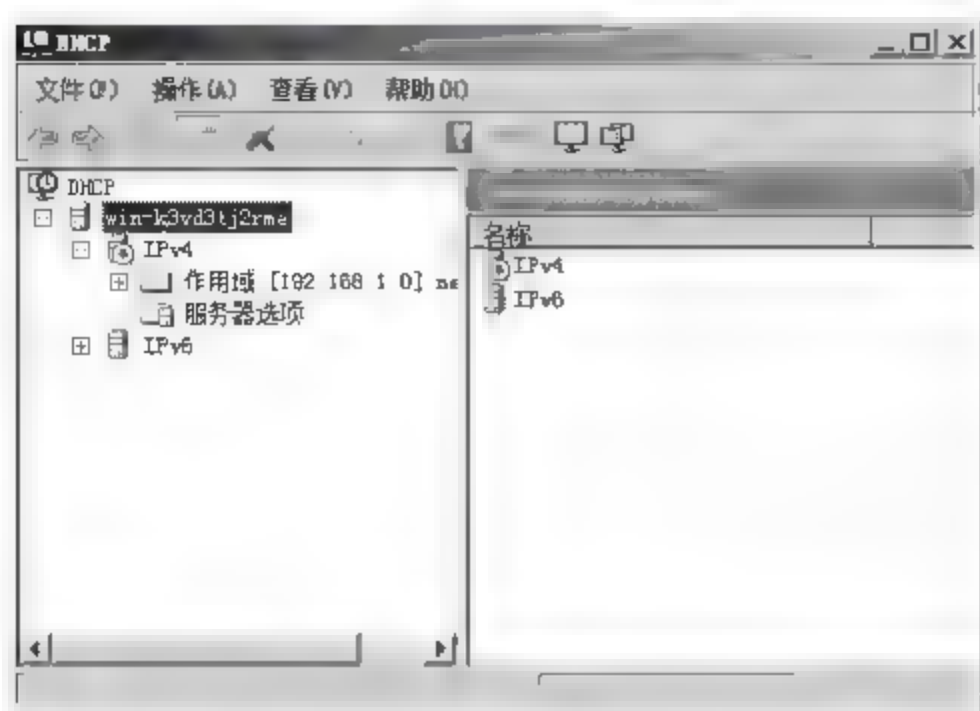 DHCP
文件(F) 操作(A) 查看(V) 帮助(H)
DHCP
win-k3vd3tj2rme
IPv4
作用域 [192 168 1 0] ne
服务器选项
IPv6
名称
IPv4
IPv6